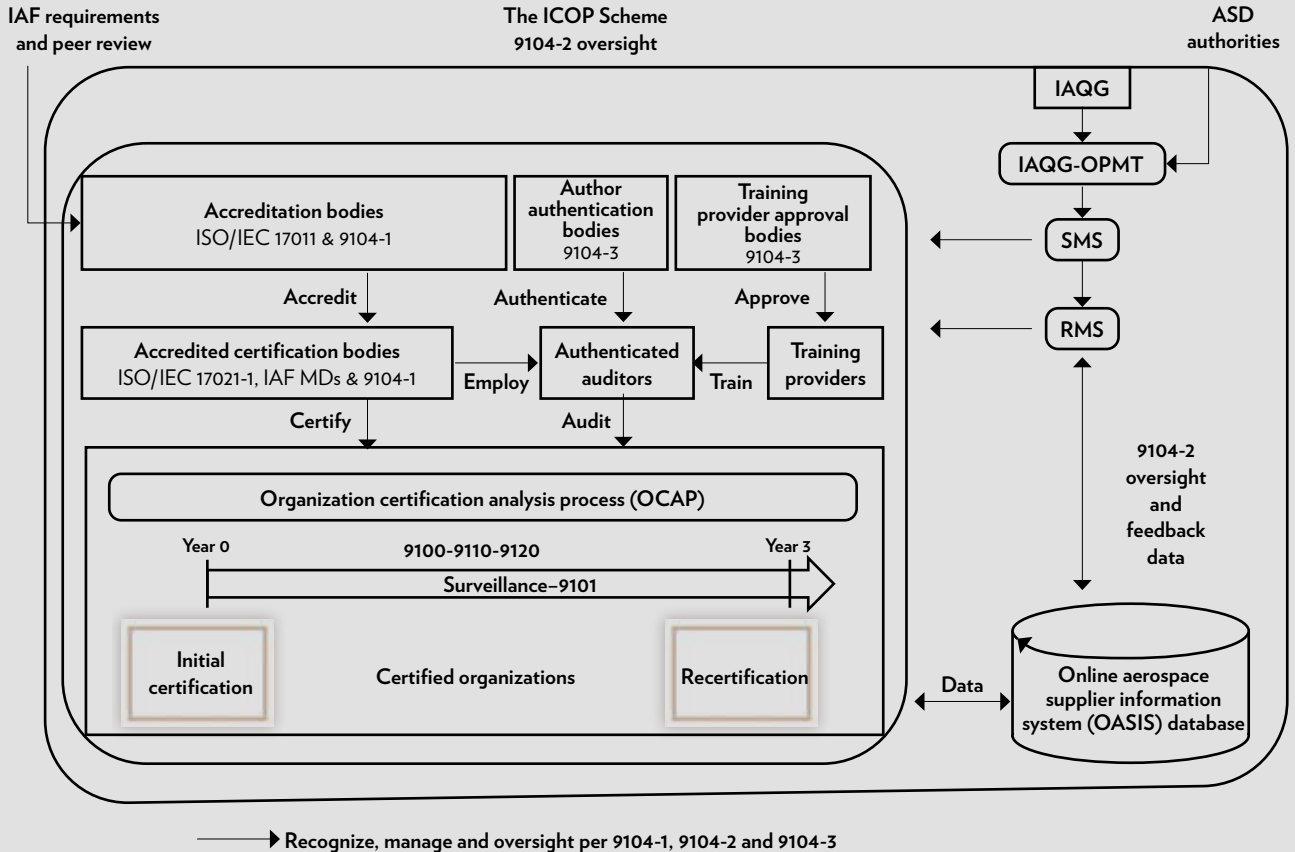 IAF requirements
and peer review
The ICOP Scheme
9104-2 oversight
ASD
authorities
IAQG
IAQG-OPMT
SMS
RMS
Accreditation bodies
ISO/IEC 17011 & 9104-1
Author
authentication
bodies
9104-3
Training
provider approval
bodies
9104-3
Accredit
Authenticate
Approve
Accredited certification bodies
ISO/IEC 17021-1, IAF MDs & 9104-1
Employ
Authenticated
auditors
Train
Training
providers
Certify
Audit
Organization certification analysis process (OCAP)
Year 0
9100-9110-9120
Year 3
Surveillance–9101
Initial
certification
Certified organizations
Recertification
9104-2
oversight
and
feedback
data
Data
Online aerospace
supplier information
system (OASIS) database
Recognize, manage and oversight per 9104-1, 9104-2 and 9104-3